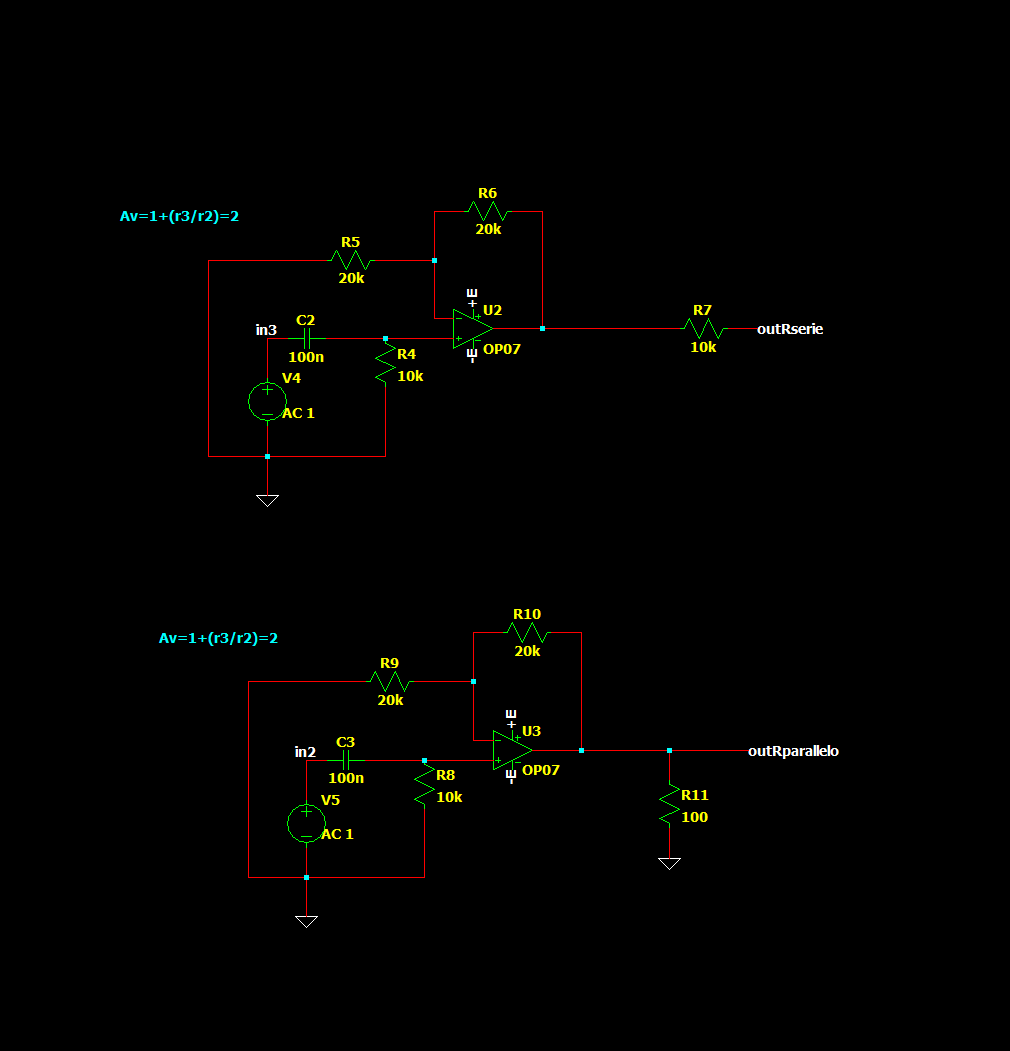 R6
Av=1+(r3/r2)=2
20k
R5
20k
+E
U2
R7
C2
in3
outRserie
100n
R4
-E
OP07
10k
V4
10k
AC 1
R10
Av=1+(r3/r2)=2
20k
R9
20k
+E
U3
C3
in2
outRparallelo
100n
R8
-E
OP07
10k
V5
R11
100
AC 1